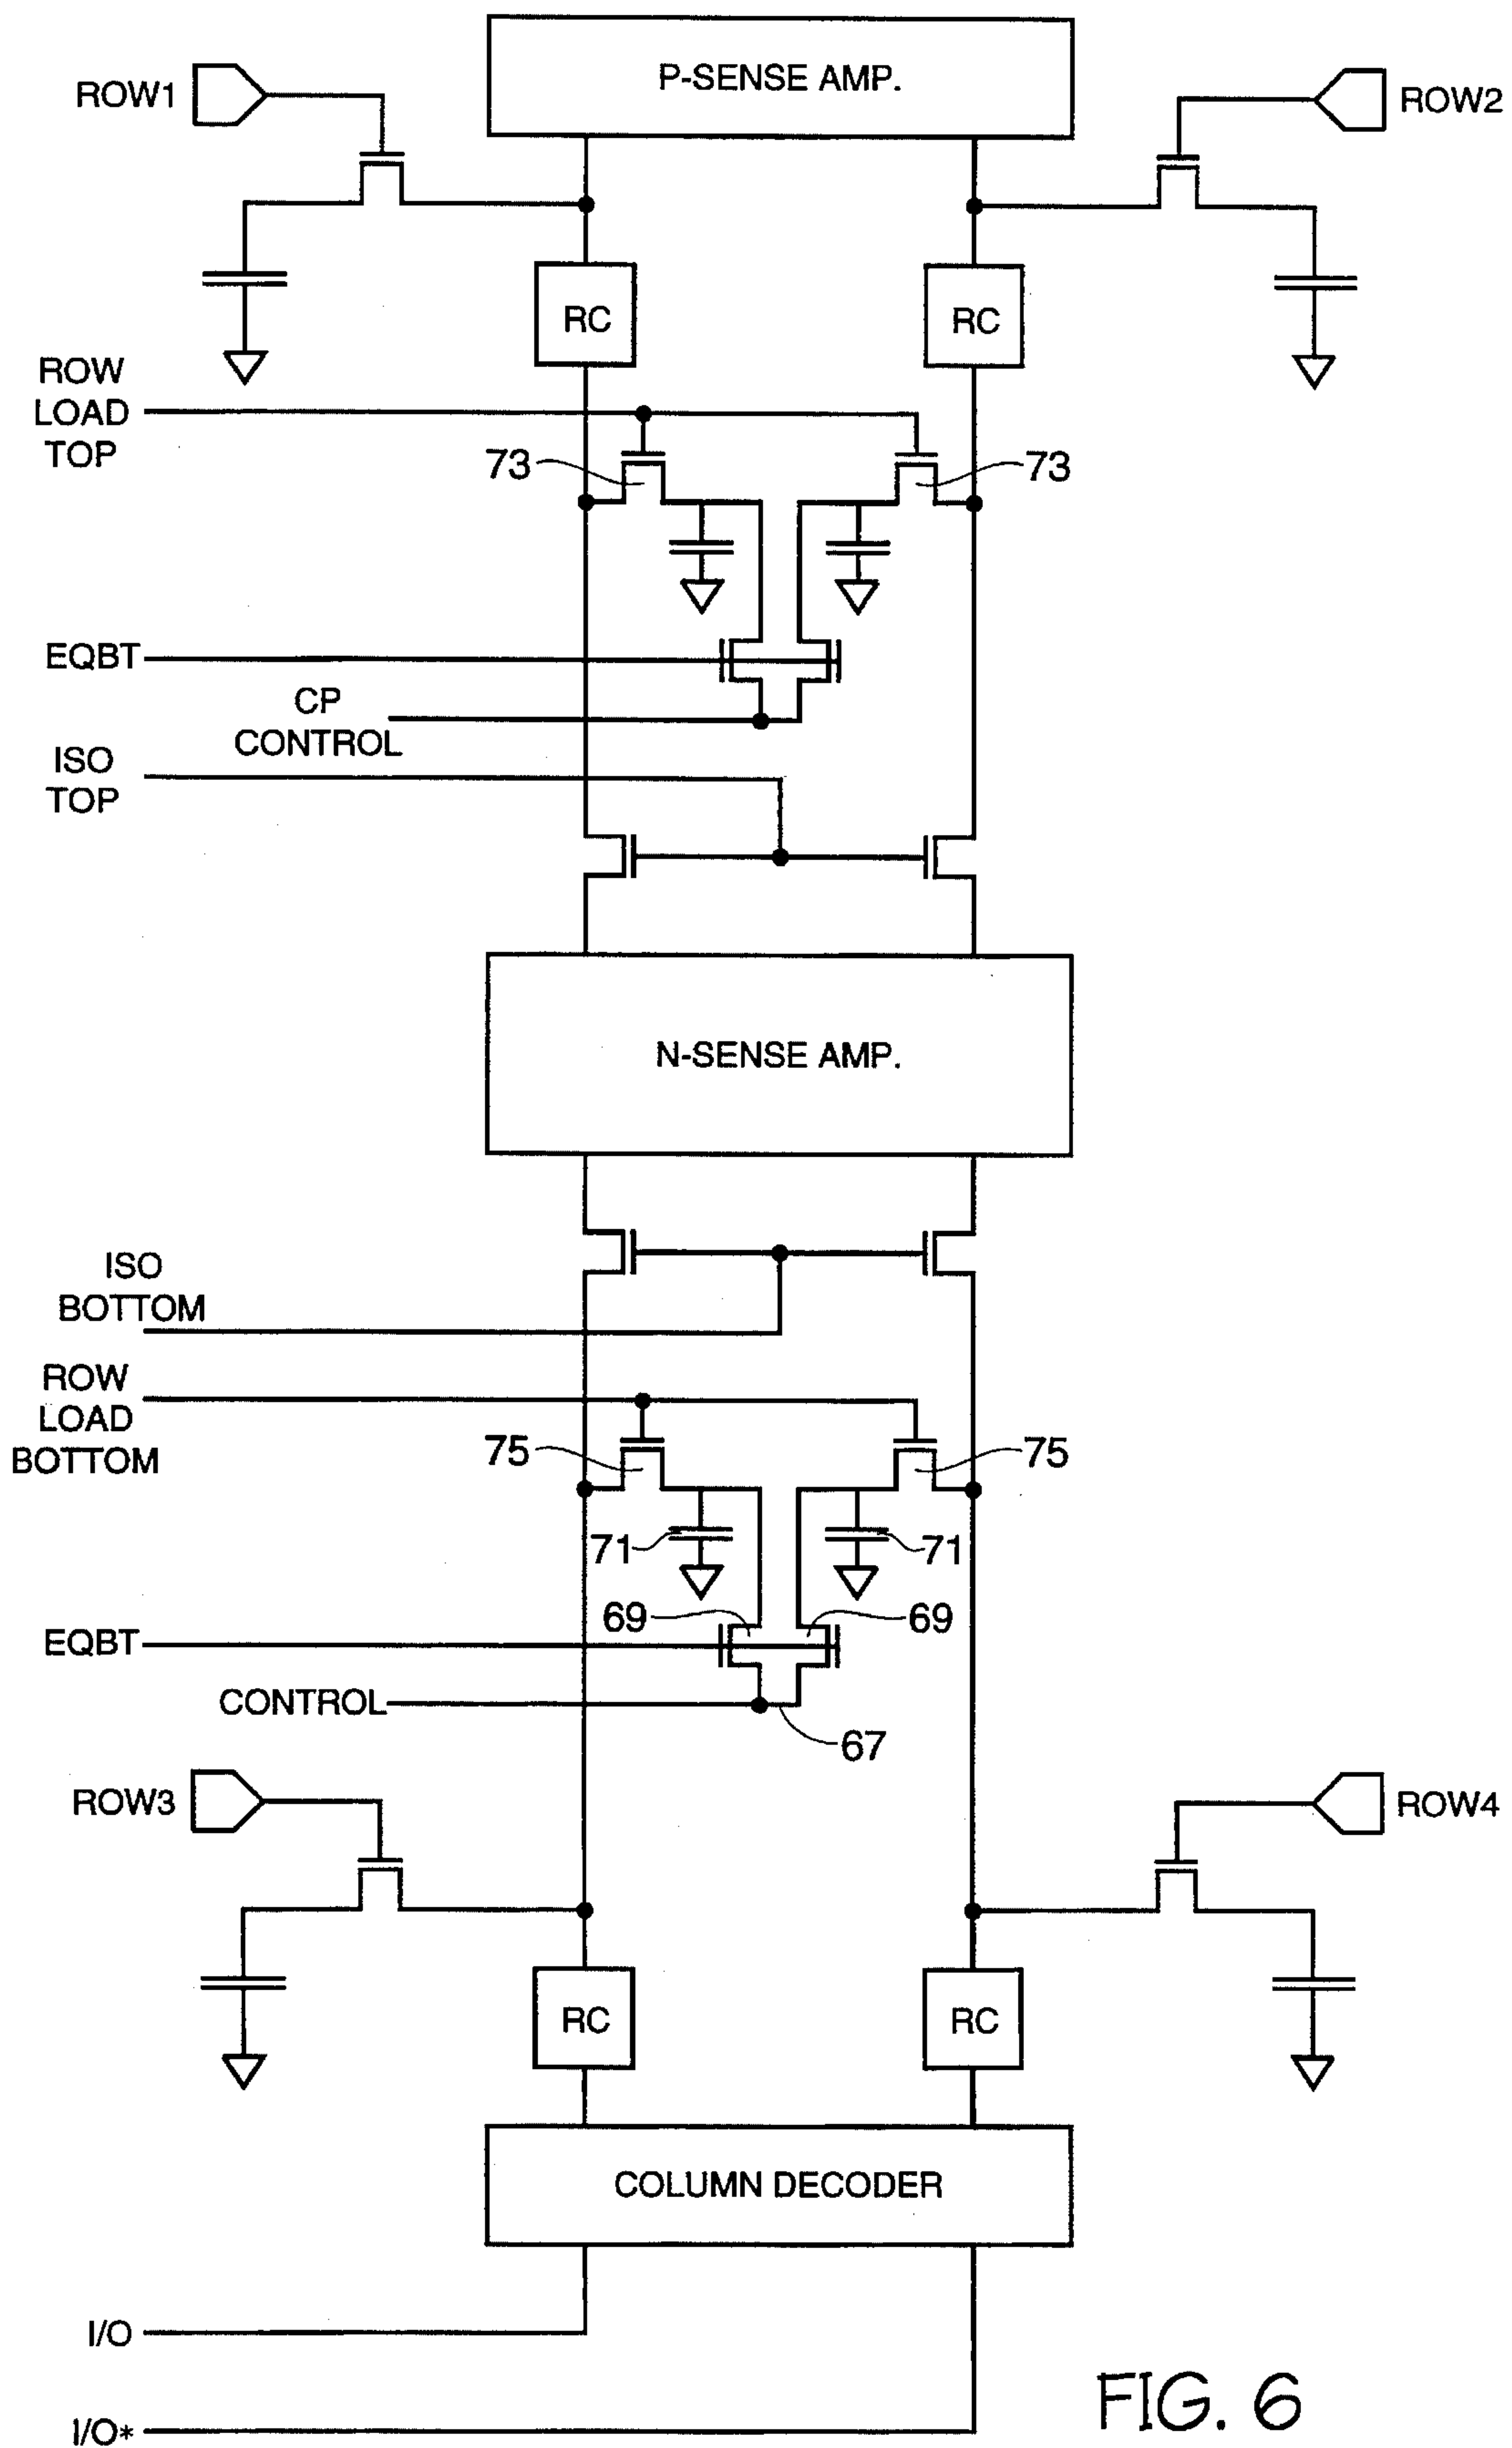 P-SENSE AMP.
ROW1
ROW2
RC
RC
ROW
LOAD
TOP
73
73
EQBT
CP
CONTROL
ISO
TOP
N-SENSE AMP.
ISO
BOTTOM
ROW
LOAD
BOTTOM
75
75
71
71
69
69
EQBT
CONTROL
67
ROW3
ROW4
RC
RC
COLUMN DECODER
I/O
I/O*
FIG. 6